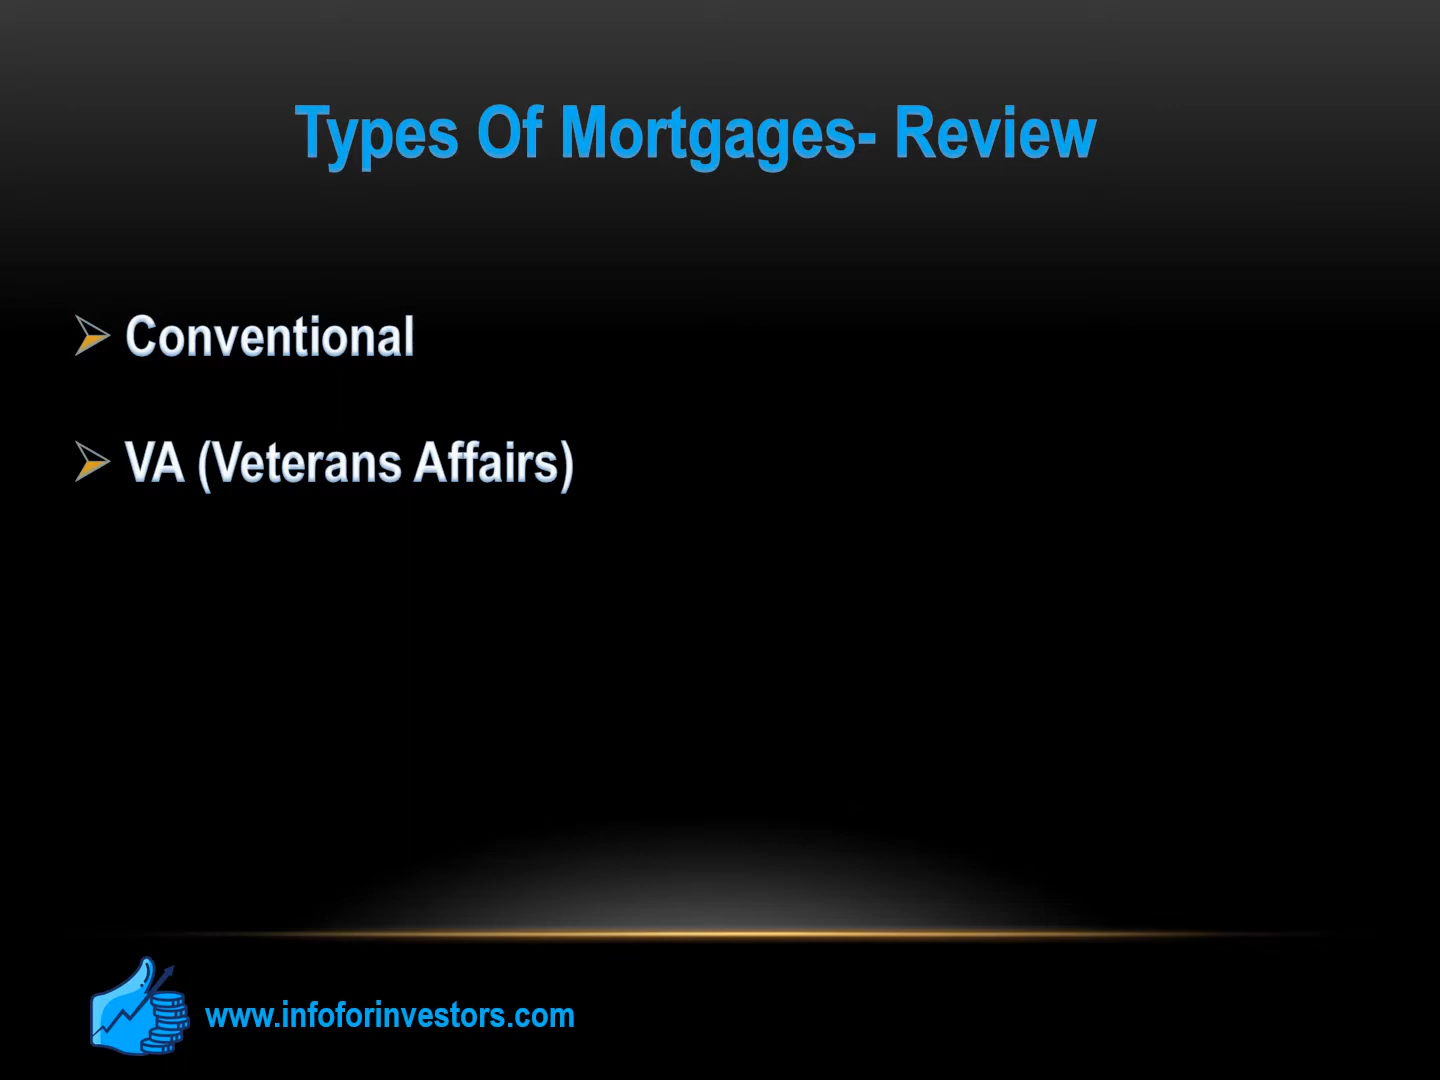 Types Of Mortgages- Review
Conventional
VA (Veterans Affairs)
www.infoforinvestors.com